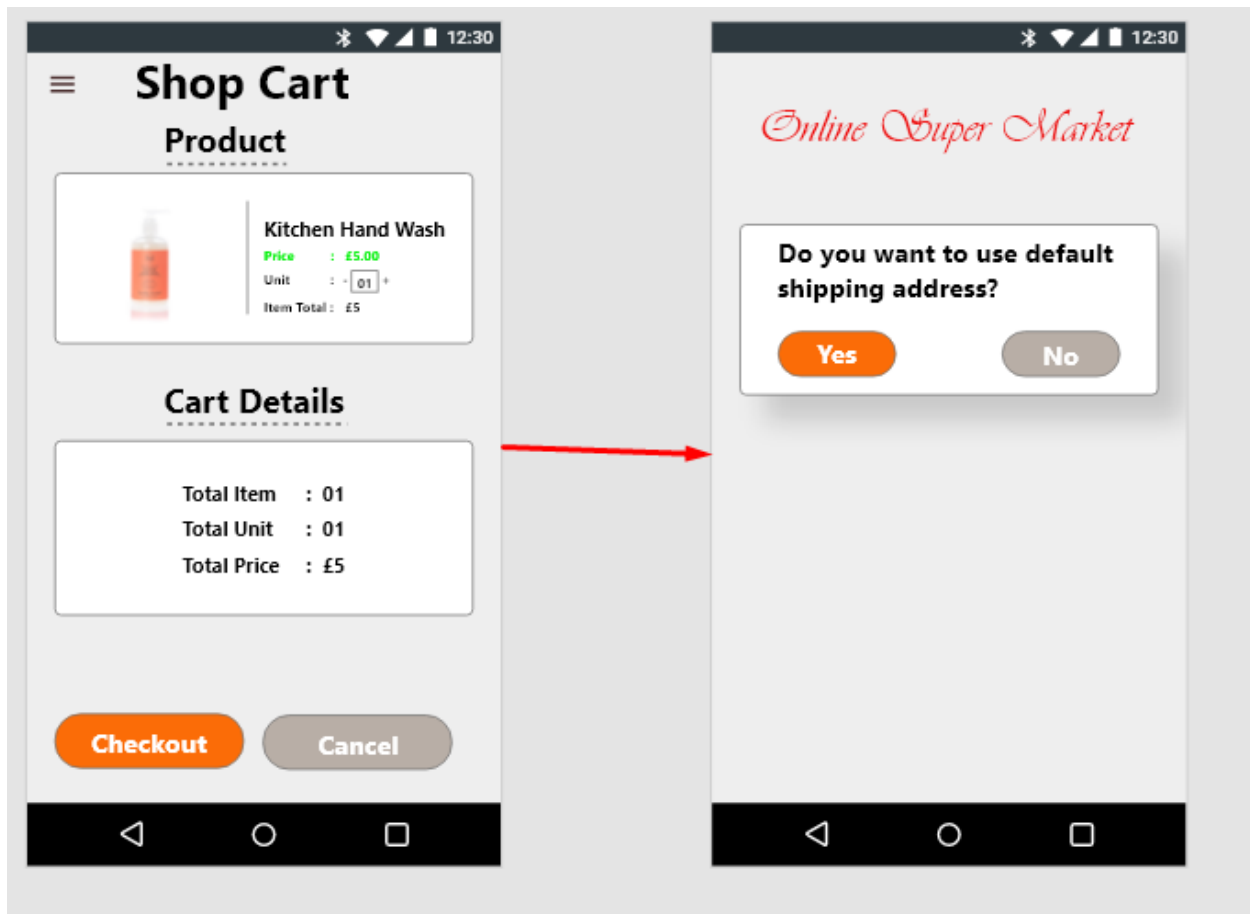 12:30
Shop Cart
Product
Kitchen Hand Wash
Price : £5.00
Unit : - 01 +
Item Total : £5
Cart Details
Total Item : 01
Total Unit : 01
Total Price : £5
Checkout Cancel
12:30
Online Super Market
Do you want to use default
shipping address?
Yes No